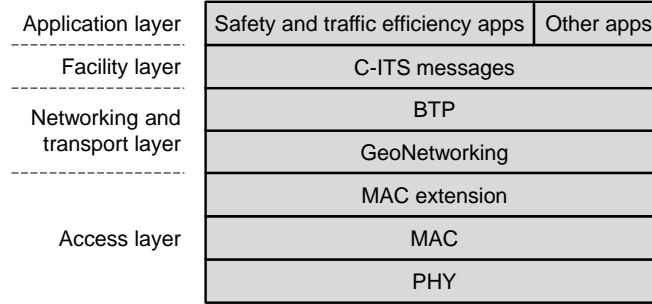 Application layer
Safety and traffic efficiency apps
Other apps
Facility layer
C-ITS messages
Networking and
transport layer
BTP
GeoNetworking
Access layer
MAC extension
MAC
PHY